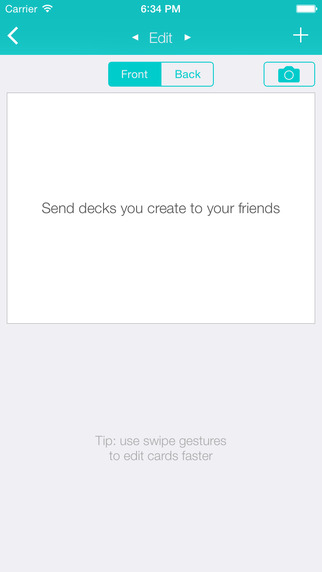 Carrier 6:34 PM
Edit
Front Back
Send decks you create to your friends
Tip: use swipe gestures
to edit cards faster